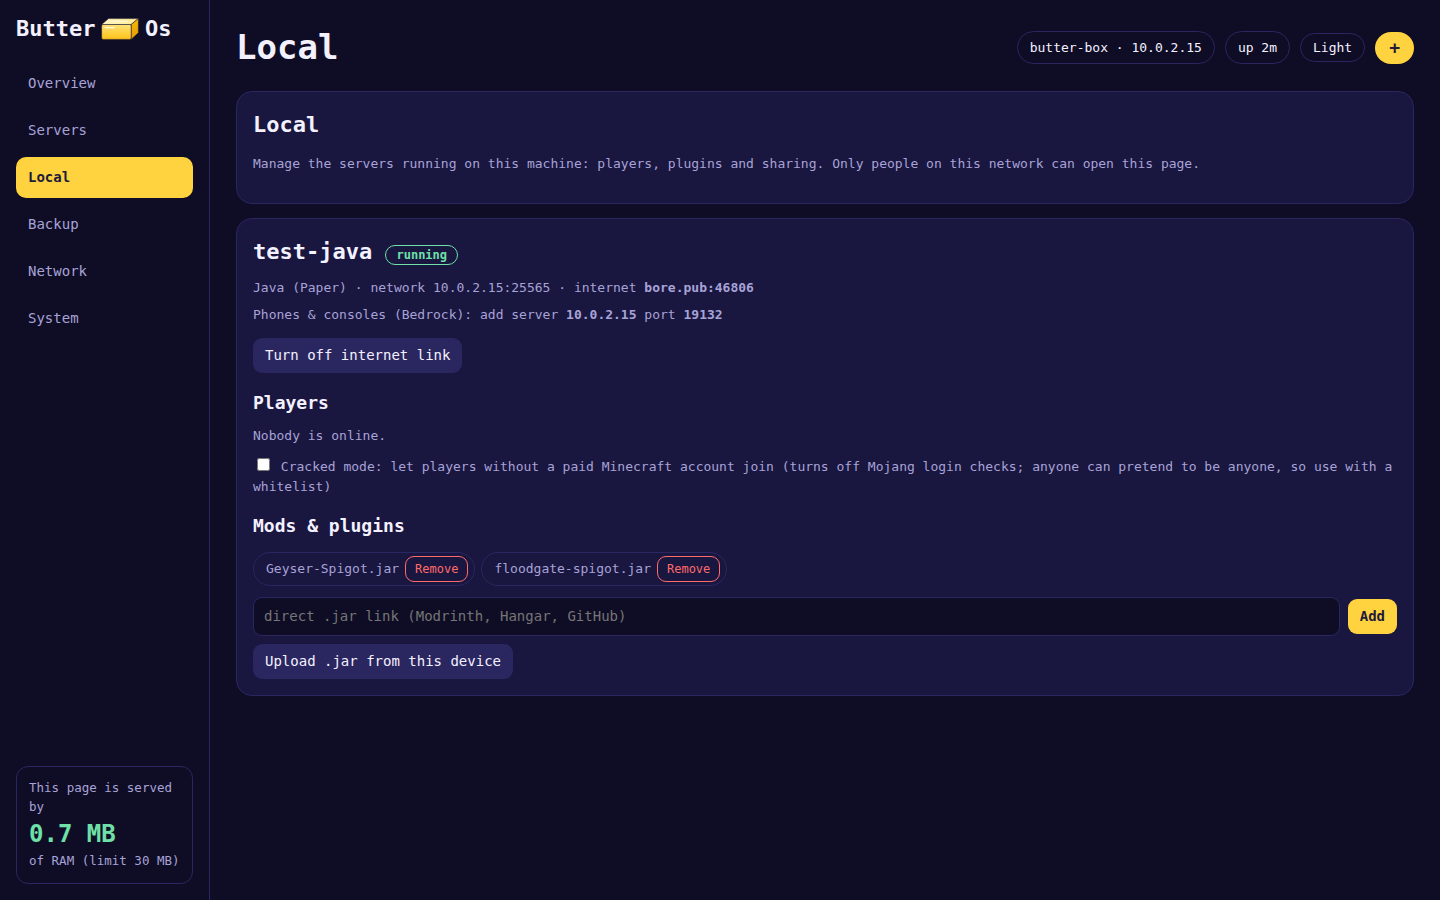 Butter Os
Overview
Servers
Local
Backup
Network
System
This page is served
by
0.7 MB
of RAM (limit 30 MB)
Local
butter-box · 10.0.2.15
up 2m
Light
+
Local
Manage the servers running on this machine: players, plugins and sharing. Only people on this network can open this page.
test-java running
Java (Paper) · network 10.0.2.15:25565 · internet bore.pub:46806
Phones & consoles (Bedrock): add server 10.0.2.15 port 19132
Turn off internet link
Players
Nobody is online.
Cracked mode: let players without a paid Minecraft account join (turns off Mojang login checks; anyone can pretend to be anyone, so use with a
whitelist)
Mods & plugins
Geyser-Spigot.jar Remove floodgate-spigot.jar Remove
direct .jar link (Modrinth, Hangar, GitHub) Add
Upload .jar from this device